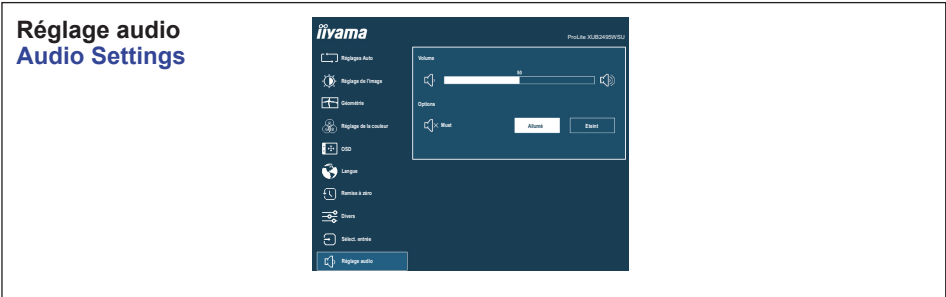 Réglage audio
Audio Settings
iiyama
ProLite XUB2495WSU
Réglages Auto
Réglage de l'image
Géométrie
Réglage de la couleur
OSD
Langue
Remise à zéro
Divers
Sélect. entrée
Réglage audio
Volume
50
Options
Muet
Allumé
Eteint